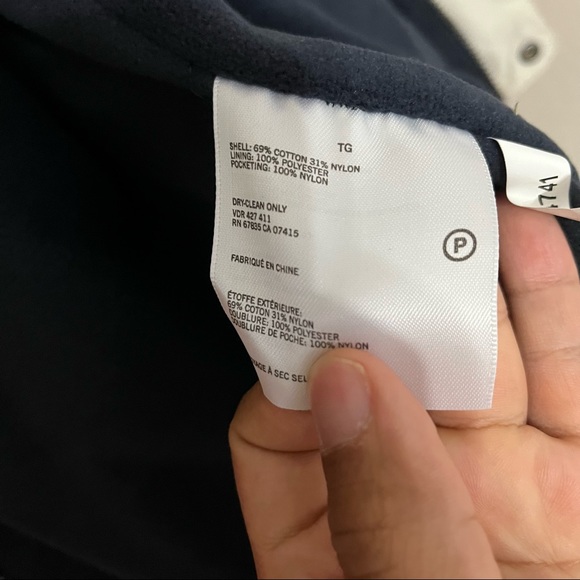 TG
SHELL: 69% COTTON 31% NYLON
LINING: 100% POLYESTER
POCKETING: 100% NYLON
DRY-CLEAN ONLY
VDR 427 411
RN 67835 CA 07415
P
FABRIQUÉ EN CHINE
ÉTOFFE EXTÉRIEURE:
69% COTON 31% NYLON
DOUBLURE: 100% POLYESTER
DOUBLURE DE POCHE: 100% NYLON
À SEC
741